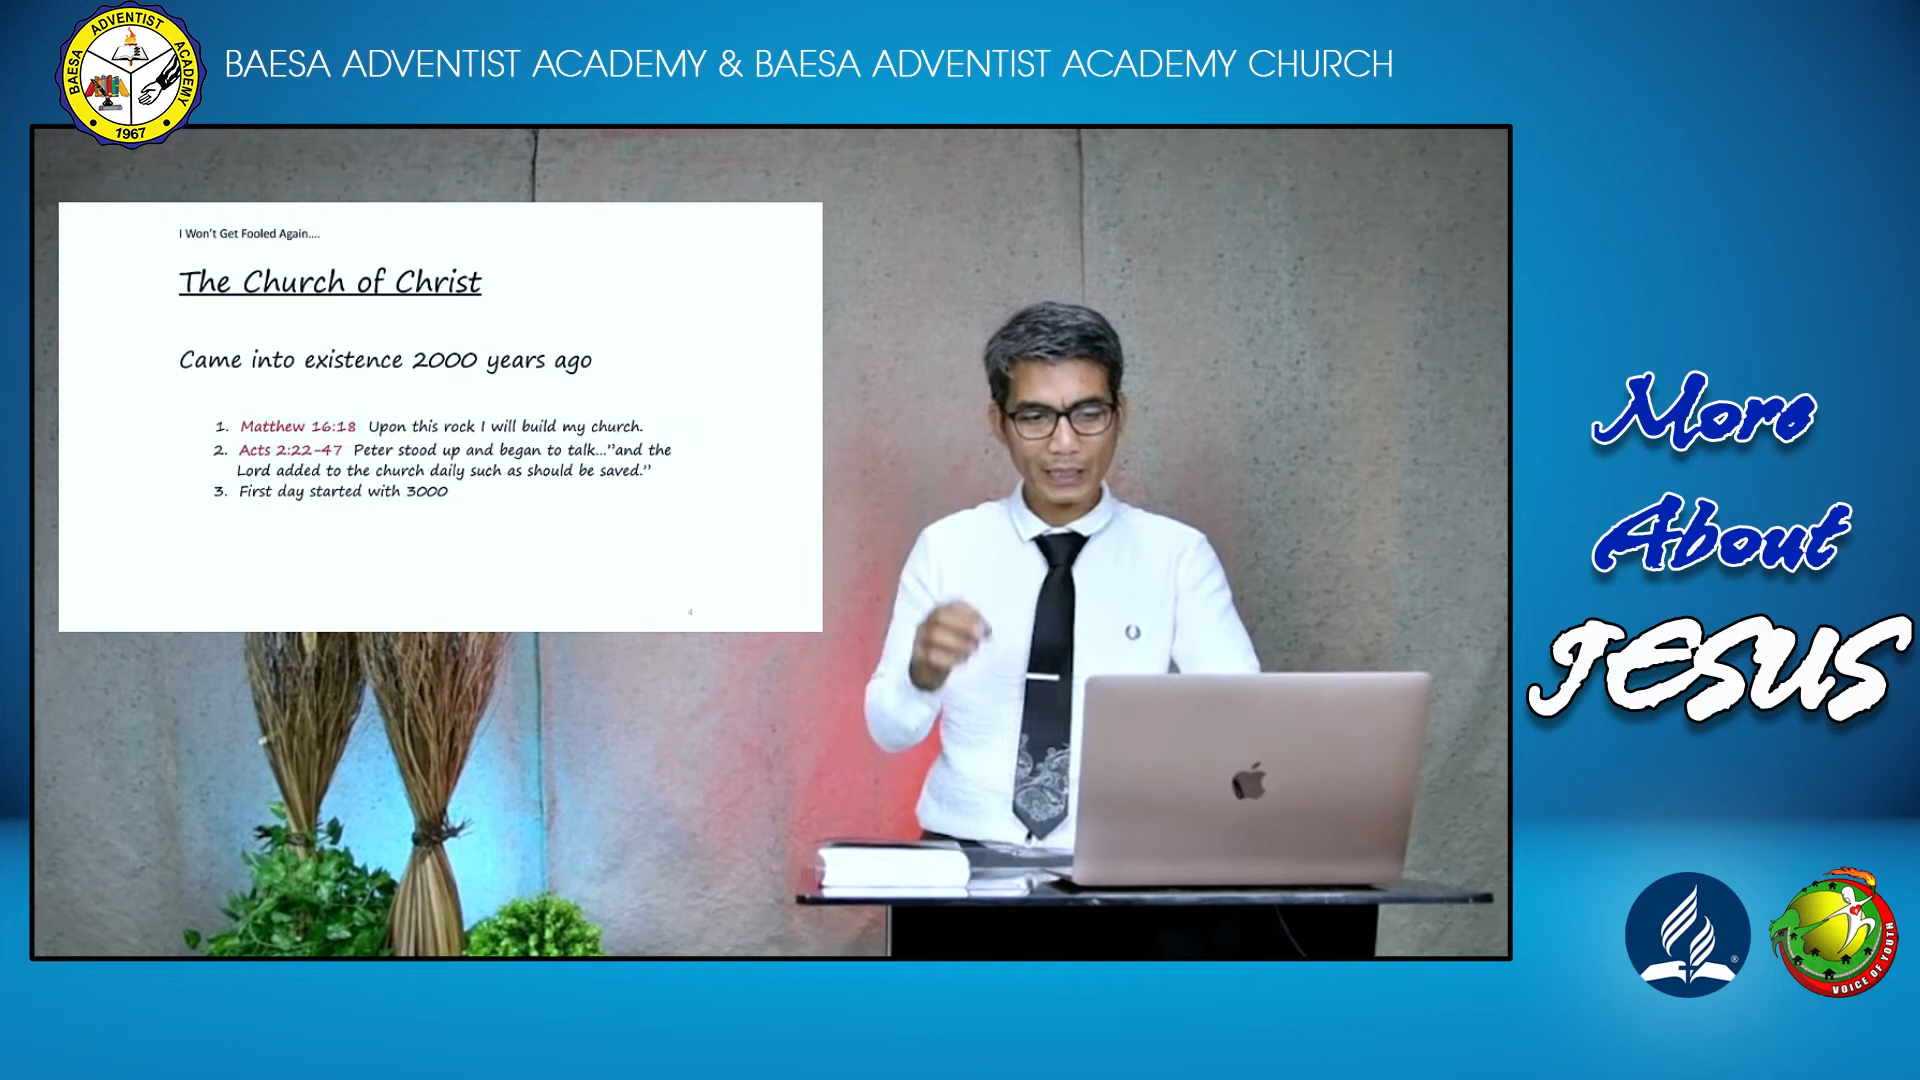 BAESA ADVENTIST ACADEMY
1967
BAESA ADVENTIST ACADEMY & BAESA ADVENTIST ACADEMY CHURCH
I Won't Get Fooled Again....
The Church of Christ
Came into existence 2000 years ago
1. Matthew 16:18 Upon this rock I will build my church.
2. Acts 2:22-47 Peter stood up and began to talk..."and the
Lord added to the church daily such as should be saved."
3. First day started with 3000
4
More
About
JESUS
®
VOICE OF YOUTH